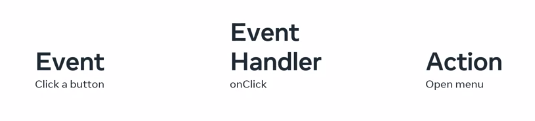 Event
Click a button
Event
Handler
onClick
Action
Open menu